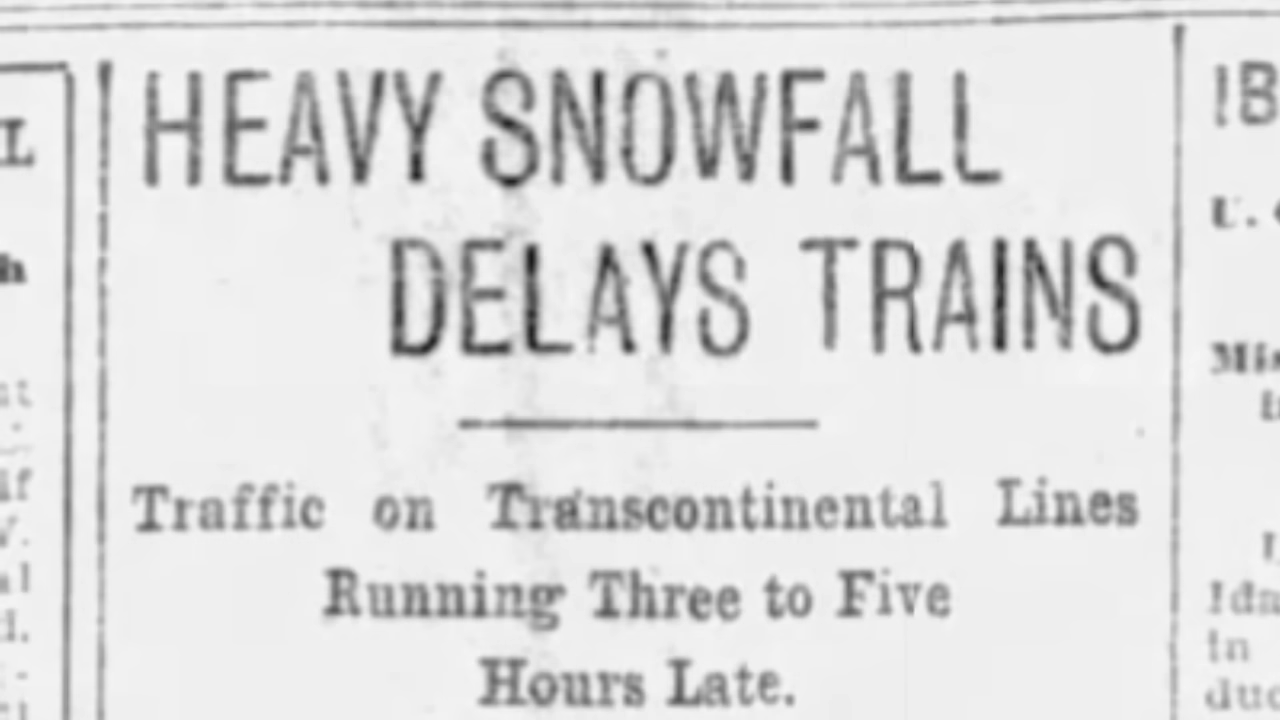 HEAVY SNOWFALL
DELAYS TRAINS
Traffic on Transcontinental Lines
Running Three to Five
Hours Late.